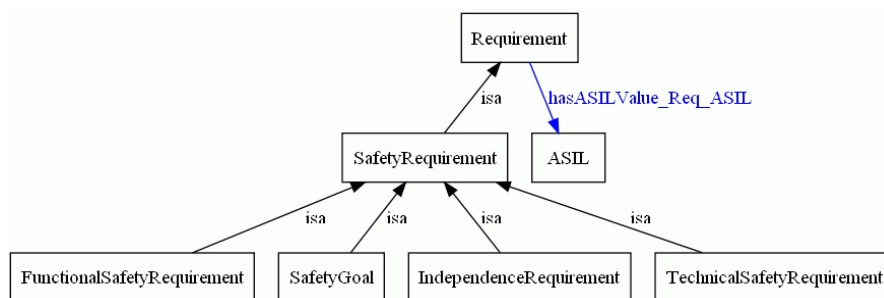 Requirement
isa
hasASILValue_Req_ASIL
SafetyRequirement
ASIL
isa
isa
isa
isa
FunctionalSafetyRequirement
SafetyGoal
IndependenceRequirement
TechnicalSafetyRequirement